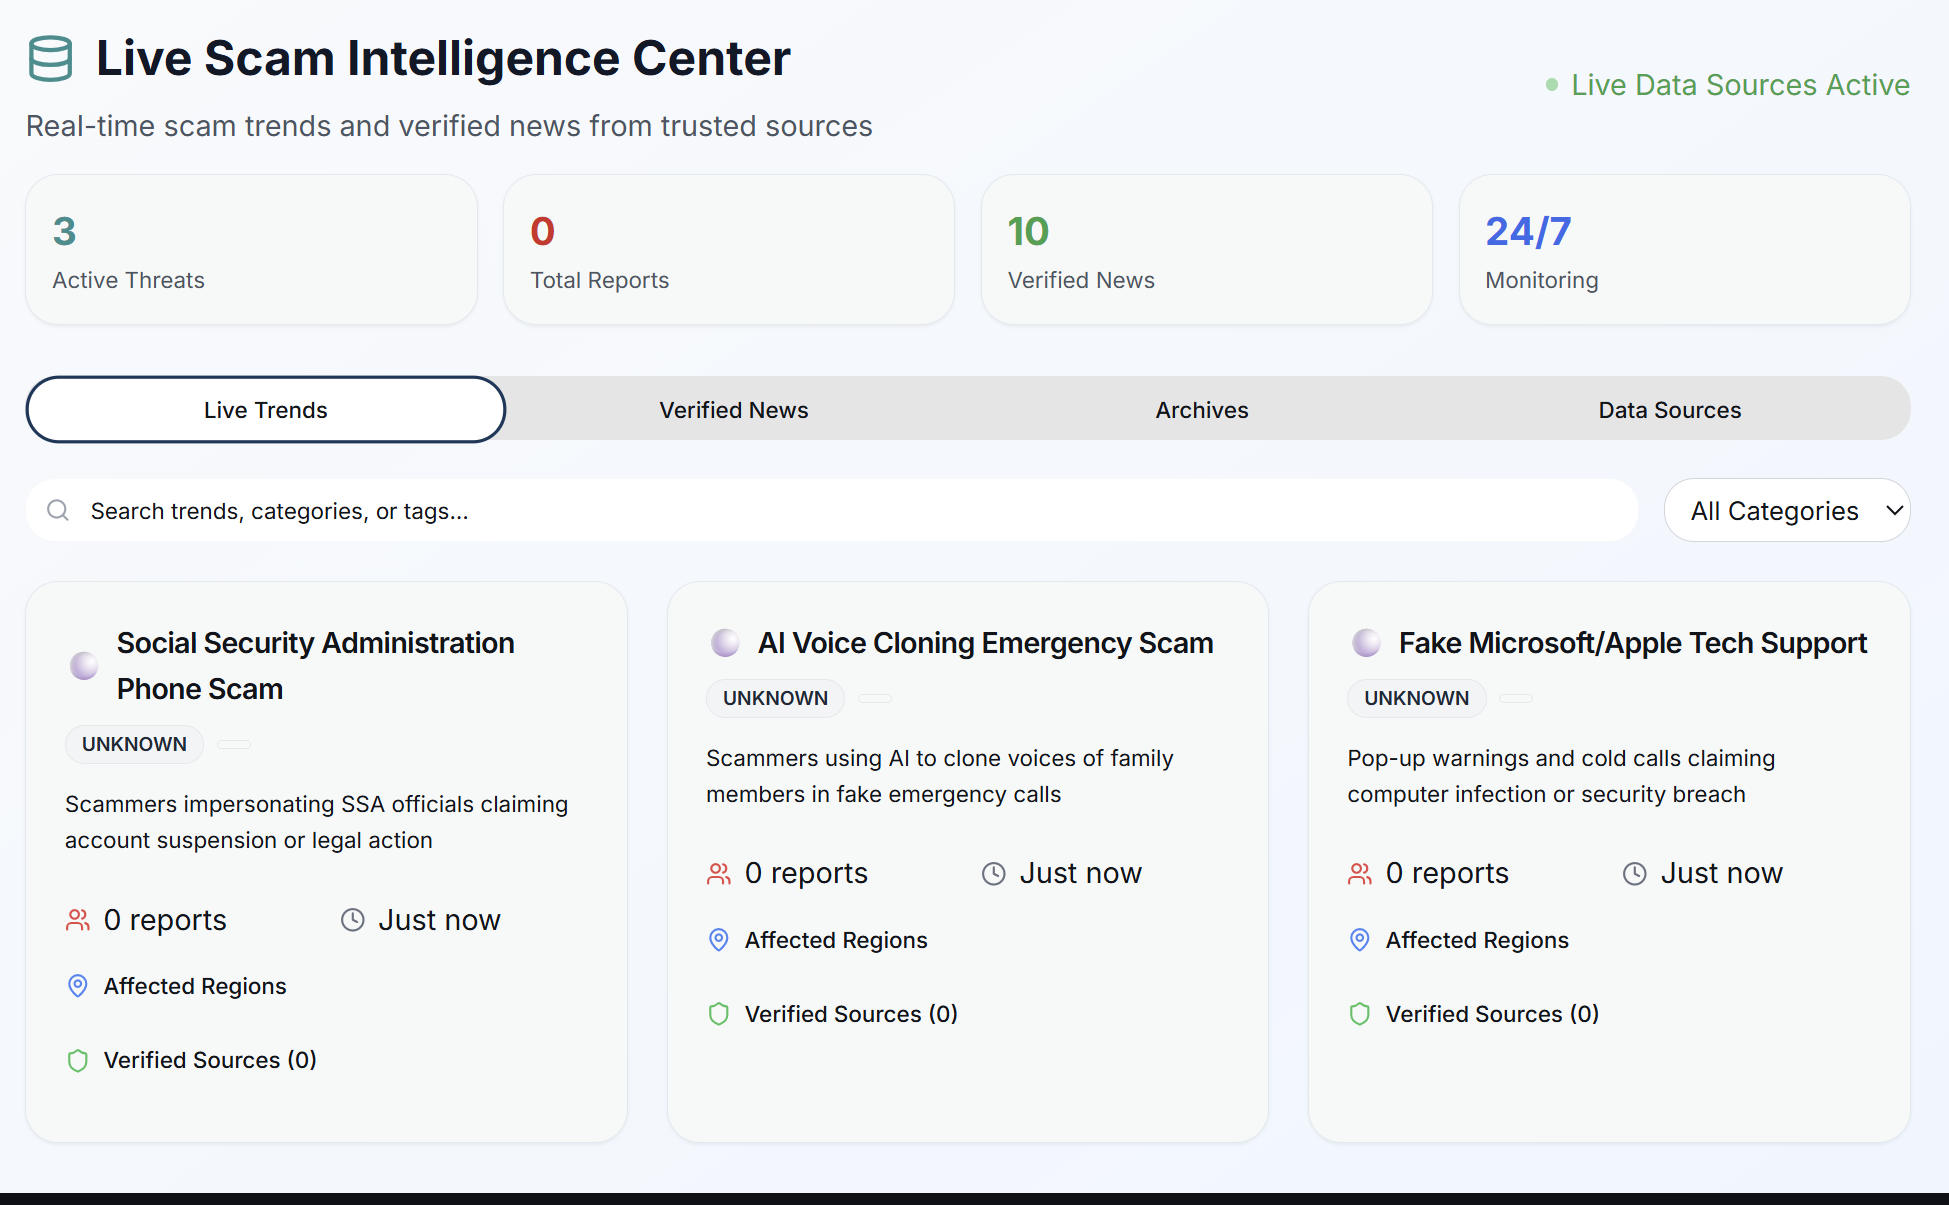 Live Scam Intelligence Center
Live Data Sources Active
Real-time scam trends and verified news from trusted sources
3
Active Threats
0
Total Reports
10
Verified News
24/7
Monitoring
Live Trends
Verified News
Archives
Data Sources
Search trends, categories, or tags...
All Categories
Social Security Administration
Phone Scam
UNKNOWN
Scammers impersonating SSA officials claiming
account suspension or legal action
0 reports
Just now
Affected Regions
Verified Sources (0)
AI Voice Cloning Emergency Scam
UNKNOWN
Scammers using AI to clone voices of family
members in fake emergency calls
0 reports
Just now
Affected Regions
Verified Sources (0)
Fake Microsoft/Apple Tech Support
UNKNOWN
Pop-up warnings and cold calls claiming
computer infection or security breach
0 reports
Just now
Affected Regions
Verified Sources (0)